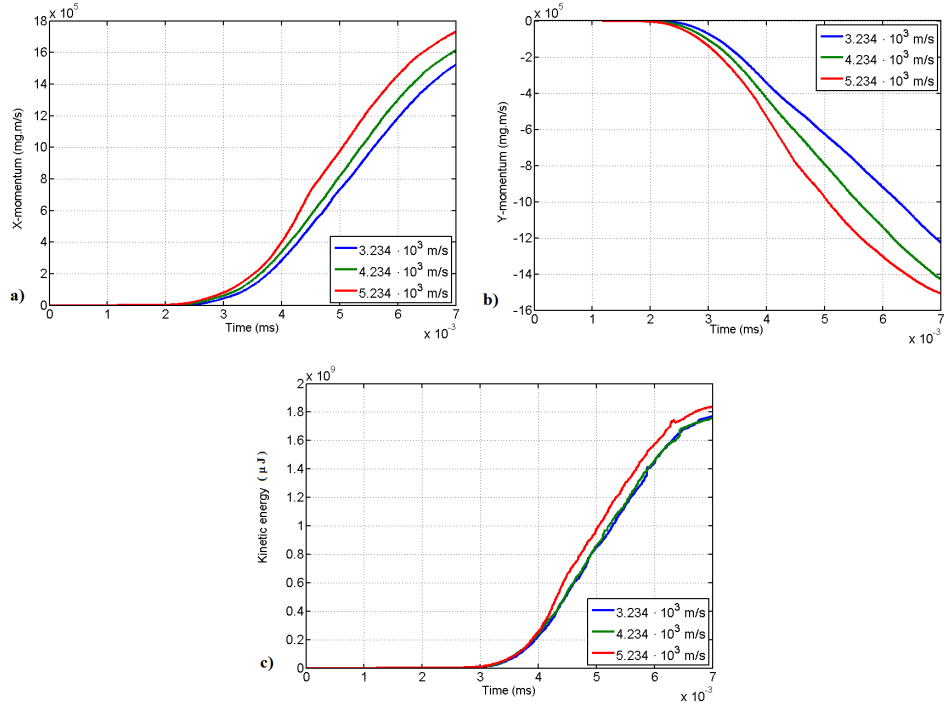 x 10^5
18
16
14
12
10
8
6
4
2
0
X-momentum (mg.m/s)
3.234 · 10^3 m/s
4.234 · 10^3 m/s
5.234 · 10^3 m/s
a)
0 1 2 3 4 5 6 7
Time (ms)
x 10^-3
x 10^5
0
-2
-4
-6
-8
-10
-12
-14
-16
Y-momentum (mg.m/s)
3.234 · 10^3 m/s
4.234 · 10^3 m/s
5.234 · 10^3 m/s
b)
0 1 2 3 4 5 6 7
Time (ms)
x 10^-3
x 10^9
2
1.8
1.6
1.4
1.2
1
0.8
0.6
0.4
0.2
0
Kinetic energy ( μ J )
3.234 · 10^3 m/s
4.234 · 10^3 m/s
5.234 · 10^3 m/s
c)
0 1 2 3 4 5 6 7
Time (ms)
x 10^-3